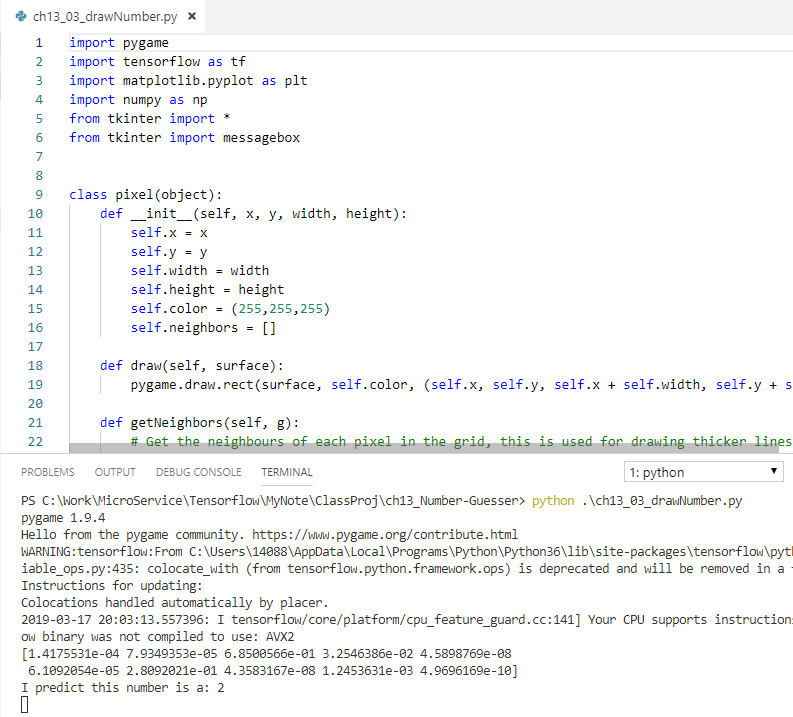 ch13_03_drawNumber.py ×
1 import pygame
2 import tensorflow as tf
3 import matplotlib.pyplot as plt
4 import numpy as np
5 from tkinter import *
6 from tkinter import messagebox
7
8
9 class pixel(object):
10 def __init__(self, x, y, width, height):
11 self.x = x
12 self.y = y
13 self.width = width
14 self.height = height
15 self.color = (255,255,255)
16 self.neighbors = []
17
18 def draw(self, surface):
19 pygame.draw.rect(surface, self.color, (self.x, self.y, self.x + self.width, self.y + s
20
21 def getNeighbors(self, g):
22 # Get the neighbours of each pixel in the grid, this is used for drawing thicker lines
PROBLEMS OUTPUT DEBUG CONSOLE TERMINAL 1: python
PS C:\Work\MicroService\Tensorflow\MyNote\ClassProj\ch13_Number-Guesser> python .\ch13_03_drawNumber.py
pygame 1.9.4
Hello from the pygame community. https://www.pygame.org/contribute.html
WARNING:tensorflow:From C:\Users\14088\AppData\Local\Programs\Python\Python36\lib\site-packages\tensorflow\pyth
iable_ops.py:435: colocate_with (from tensorflow.python.framework.ops) is deprecated and will be removed in a
Instructions for updating:
Colocations handled automatically by placer.
2019-03-17 20:03:13.557396: I tensorflow/core/platform/cpu_feature_guard.cc:141] Your CPU supports instruction
ow binary was not compiled to use: AVX2
[1.4175531e-04 7.9349353e-05 6.8500566e-01 3.2546386e-02 4.5898769e-08
6.1092054e-05 2.8092021e-01 4.3583167e-08 1.2453631e-03 4.9696169e-10]
I predict this number is a: 2